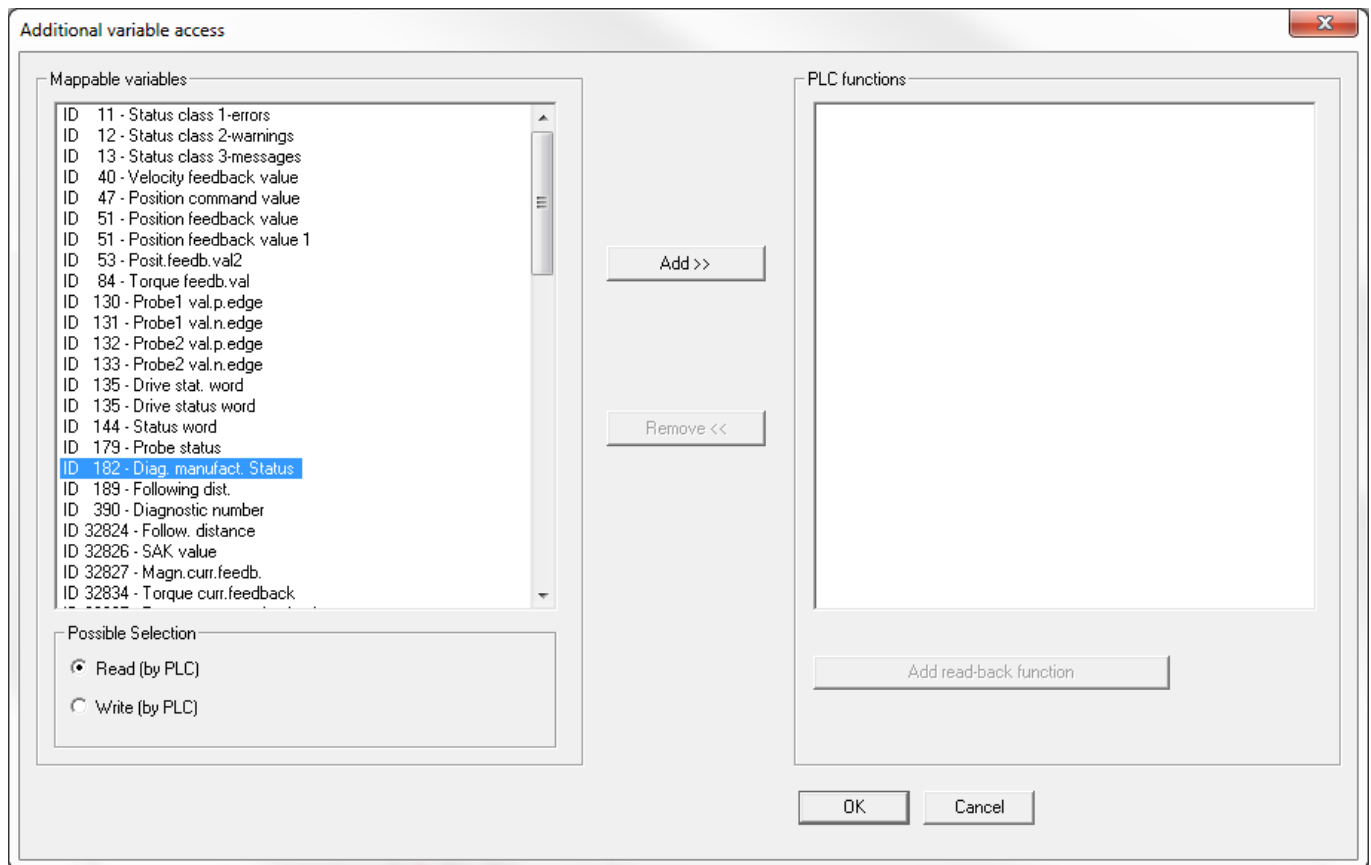 Additional variable access
Mappable variables
ID 11 - Status class 1-errors
ID 12 - Status class 2-warnings
ID 13 - Status class 3-messages
ID 40 - Velocity feedback value
ID 47 - Position command value
ID 51 - Position feedback value
ID 51 - Position feedback value 1
ID 53 - Posit.feedb.val2
ID 84 - Torque feedb.val
ID 130 - Probe1 val.p.edge
ID 131 - Probe1 val.n.edge
ID 132 - Probe2 val.p.edge
ID 133 - Probe2 val.n.edge
ID 135 - Drive stat. word
ID 135 - Drive status word
ID 144 - Status word
ID 179 - Probe status
ID 182 - Diag. manufact. Status
ID 189 - Following dist.
ID 390 - Diagnostic number
ID 32824 - Follow. distance
ID 32826 - SAK value
ID 32827 - Magn.curr.feedb.
ID 32834 - Torque curr.feedback
Possible Selection
Read (by PLC)
Write (by PLC)
Add >>
Remove <<
PLC functions
Add read-back function
OK
Cancel